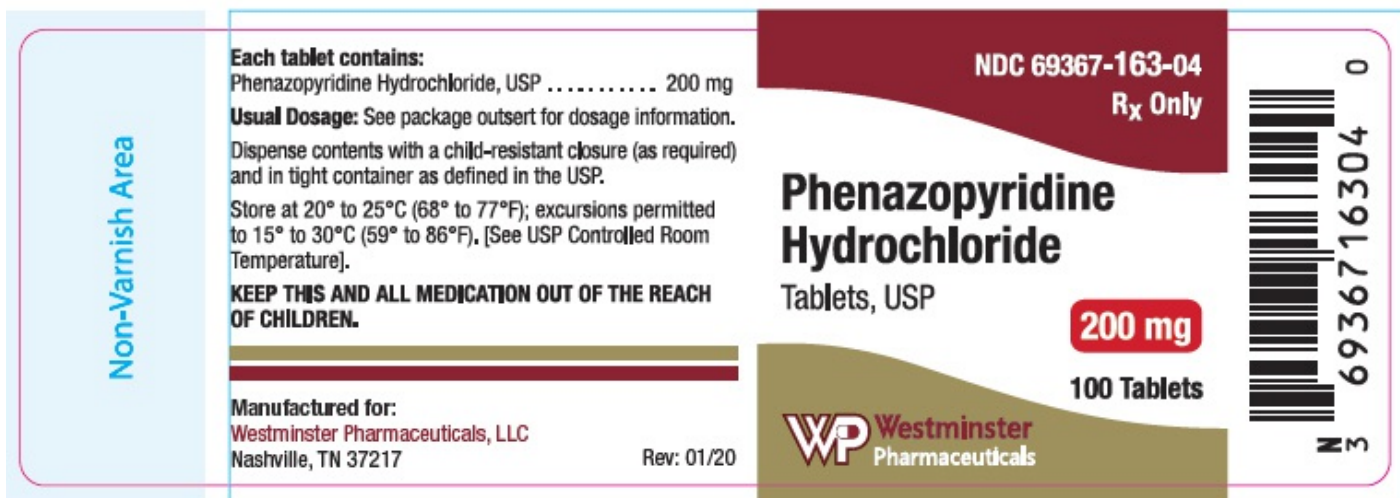 Non-Varnish Area
Each tablet contains:
Phenazopyridine Hydrochloride, USP ........... 200 mg
Usual Dosage: See package outsert for dosage information.
Dispense contents with a child-resistant closure (as required)
and in tight container as defined in the USP.
Store at 20° to 25°C (68° to 77°F); excursions permitted
to 15° to 30°C (59° to 86°F). [See USP Controlled Room
Temperature].
KEEP THIS AND ALL MEDICATION OUT OF THE REACH
OF CHILDREN.
Manufactured for:
Westminster Pharmaceuticals, LLC
Nashville, TN 37217 Rev: 01/20
NDC 69367-163-04
Rx Only
Phenazopyridine
Hydrochloride
Tablets, USP
200 mg
100 Tablets
WP Westminster
Pharmaceuticals
N 3 69367 16304 0